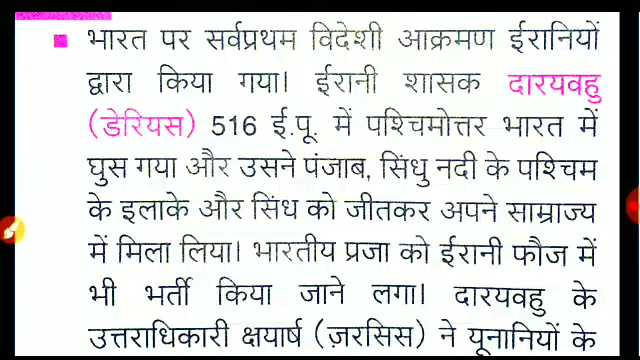 भारत पर सर्वप्रथम विदेशी आक्रमण ईरानियों
द्वारा किया गया। ईरानी शासक दारयवहु
(डेरियस) 516 ई.पू. में पश्चिमोत्तर भारत में
घुस गया और उसने पंजाब, सिंधु नदी के पश्चिम
के इलाके और सिंध को जीतकर अपने साम्राज्य
में मिला लिया। भारतीय प्रजा को ईरानी फौज में
भी भर्ती किया जाने लगा। दारयवहु के
उत्तराधिकारी क्षयार्ष (ज़रसिस) ने यूनानियों के